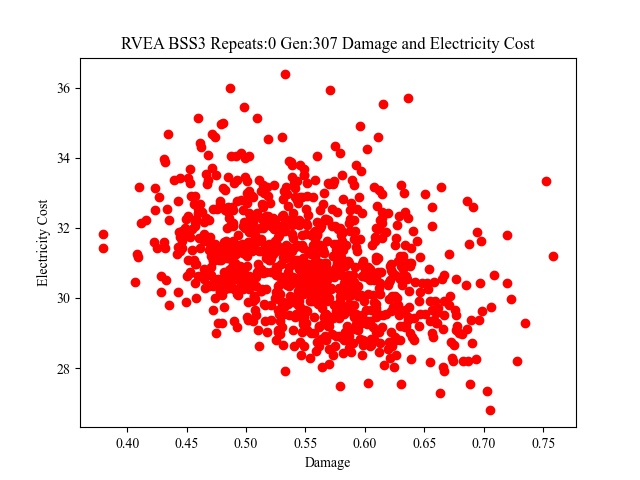 RVEA BSS3 Repeats:0 Gen:307 Damage and Electricity Cost
36
34
32
30
28
Electricity Cost
0.40 0.45 0.50 0.55 0.60 0.65 0.70 0.75
Damage